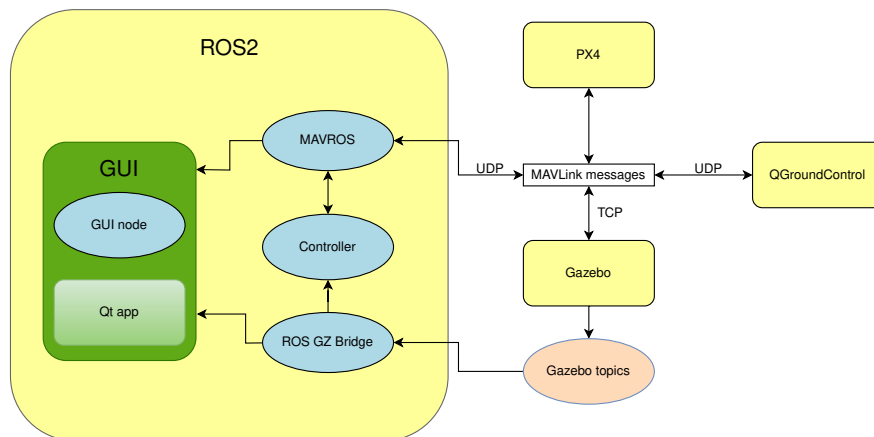 ROS2
PX4
MAVROS
GUI
UDP
MAVLink messages
UDP
QGroundControl
GUI node
TCP
Controller
Gazebo
Qt app
ROS GZ Bridge
Gazebo topics